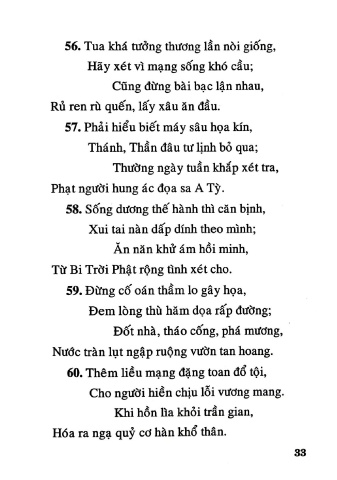 56. Tua khá tưởng thương lần nòi giống,
Hãy xét vì mạng sống khó cầu;
Cũng đừng bài bạc lận nhau,
Rủ ren rù quến, lấy xâu ăn đầu.
57. Phải hiểu biết máy sâu họa kín,
Thánh, Thần đâu tư lịnh bỏ qua;
Thường ngày tuần khắp xét tra,
Phạt người hung ác đọa sa A Tỳ.
58. Sống dương thế hành thì căn bịnh,
Xui tai nàn dấp dính theo mình;
Ăn năn khử ám hồi minh,
Từ Bi Trời Phật rộng tình xét cho.
59. Đừng cố oán thầm lo gây họa,
Đem lòng thù hăm dọa rấp đường;
Đốt nhà, tháo cống, phá mương,
Nước tràn lụt ngập ruộng vườn tan hoang.
60. Thêm liều mạng đặng toan đổ tội,
Cho người hiền chịu lỗi vương mang.
Khi hồn lìa khỏi trần gian,
Hóa ra ngạ quỷ cơ hàn khổ thân.
33